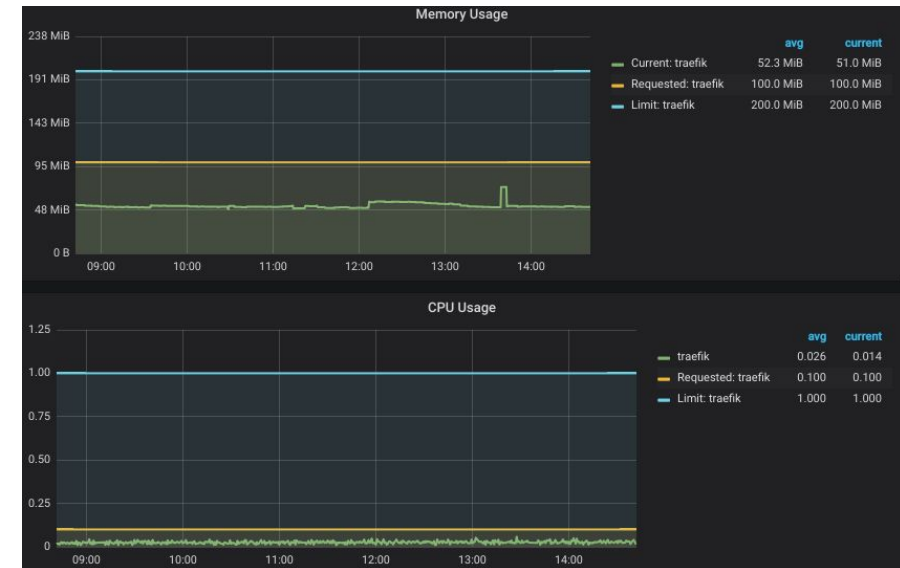 Memory Usage
238 MiB
191 MiB
143 MiB
95 MiB
48 MiB
0 B
09:00 10:00 11:00 12:00 13:00 14:00
avg current
Current: traefik 52.3 MiB 51.0 MiB
Requested: traefik 100.0 MiB 100.0 MiB
Limit: traefik 200.0 MiB 200.0 MiB
CPU Usage
1.25
1.00
0.75
0.50
0.25
0
09:00 10:00 11:00 12:00 13:00 14:00
avg current
traefik 0.026 0.014
Requested: traefik 0.100 0.100
Limit: traefik 1.000 1.000